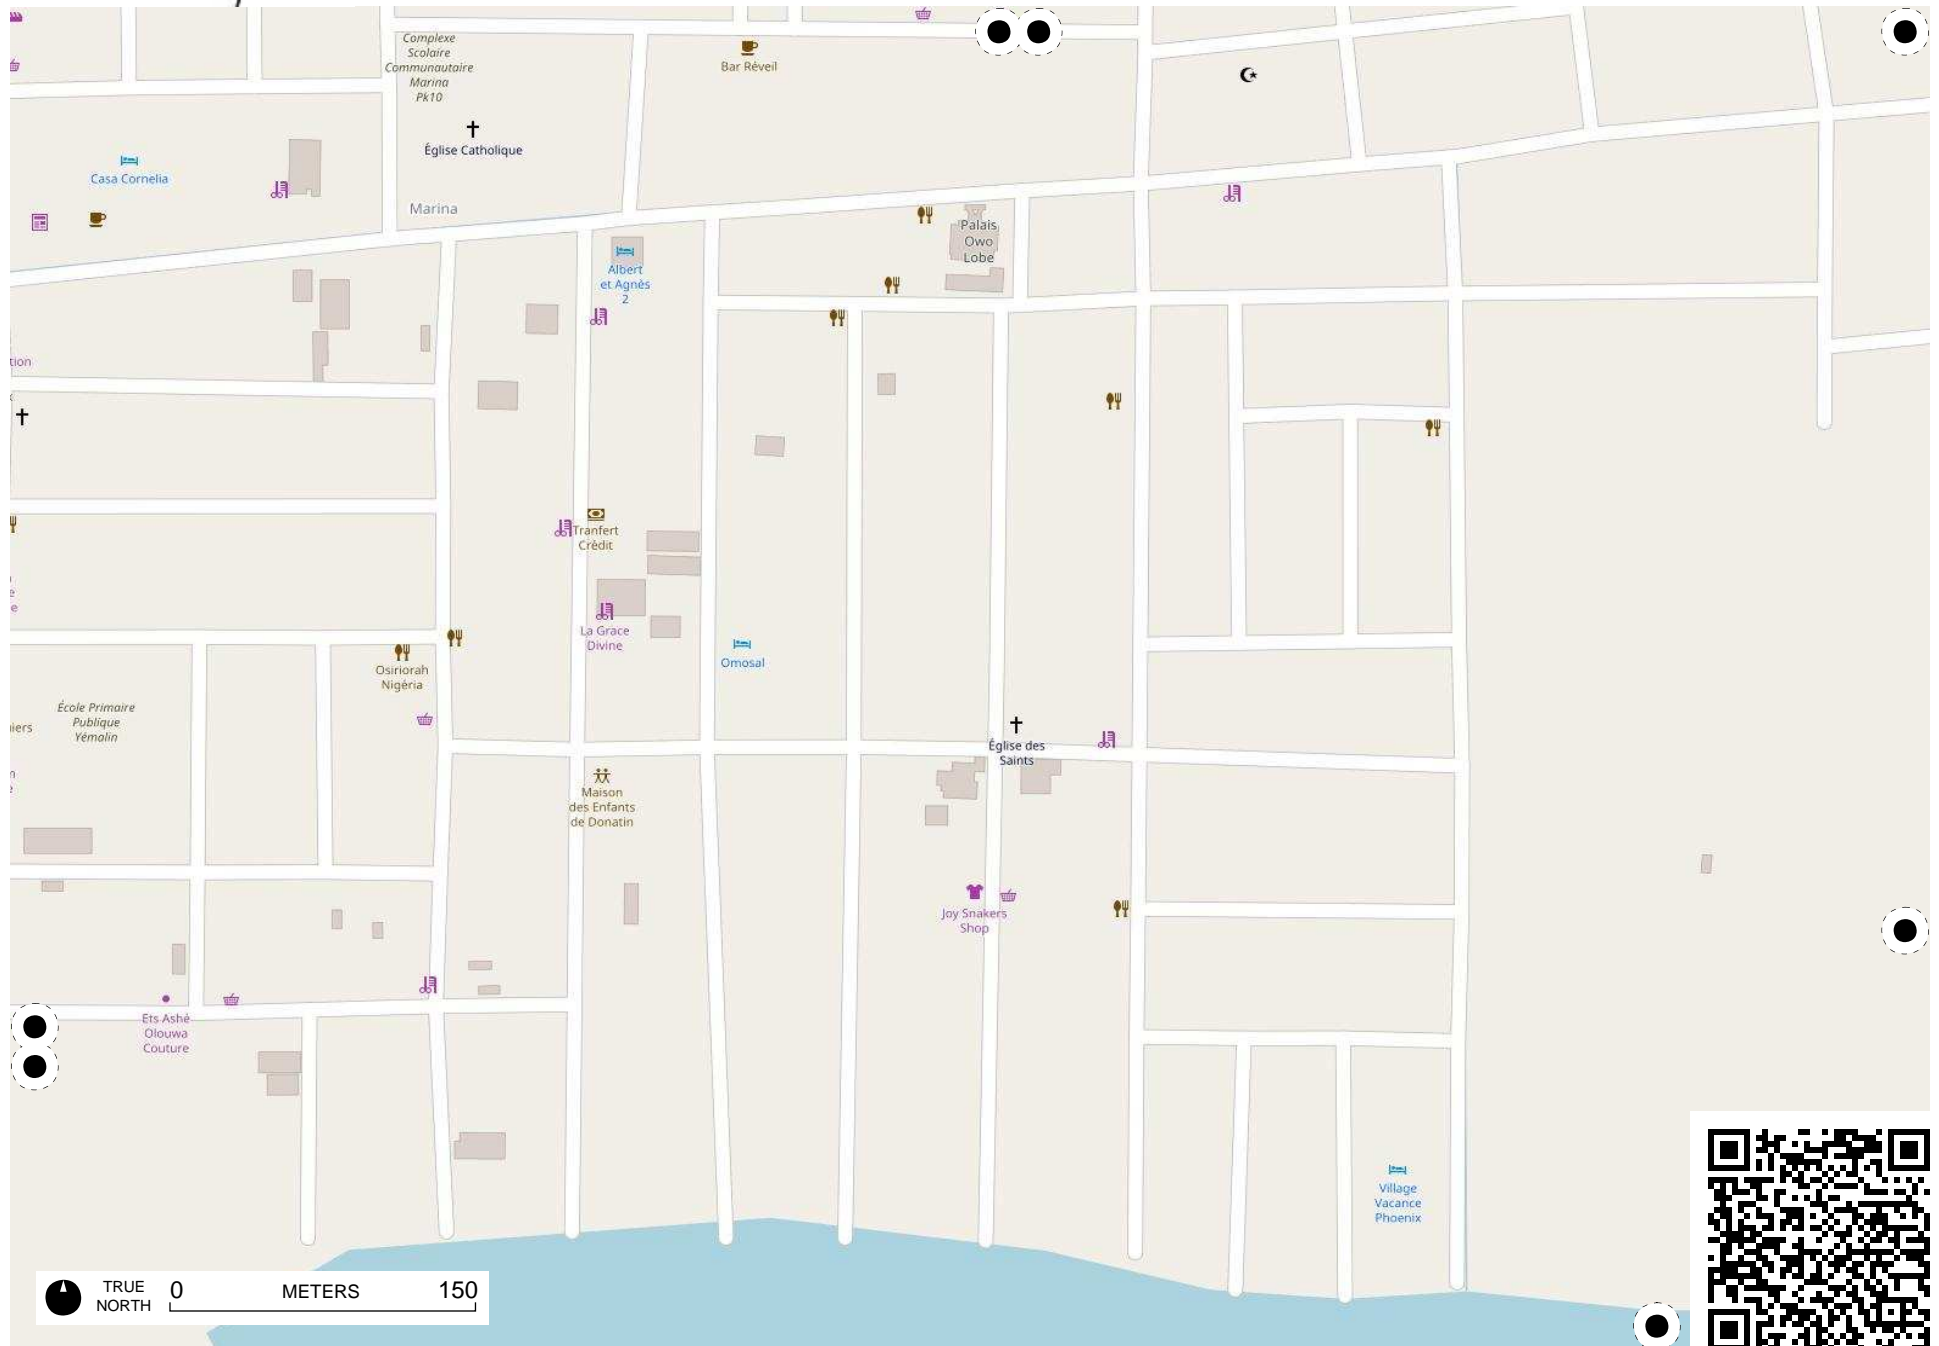 Complexe
Scolaire
Communautaire
Marina
Pk10
Bar Réveil
Église Catholique
Casa Cornelia
Marina
Palais
Owo
Lobe
Albert
et Agnès
2
tion
Tranfert
Crédit
La Grace
Divine
Omosal
Osiriorah
Nigéria
École Primaire
Publique
Yémalin
iers
Église des
Saints
Maison
des Enfants
de Donatin
Joy Snakers
Shop
Ets Ashé
Olouwa
Couture
Village
Vacance
Phoenix
TRUE
NORTH
0 METERS 150